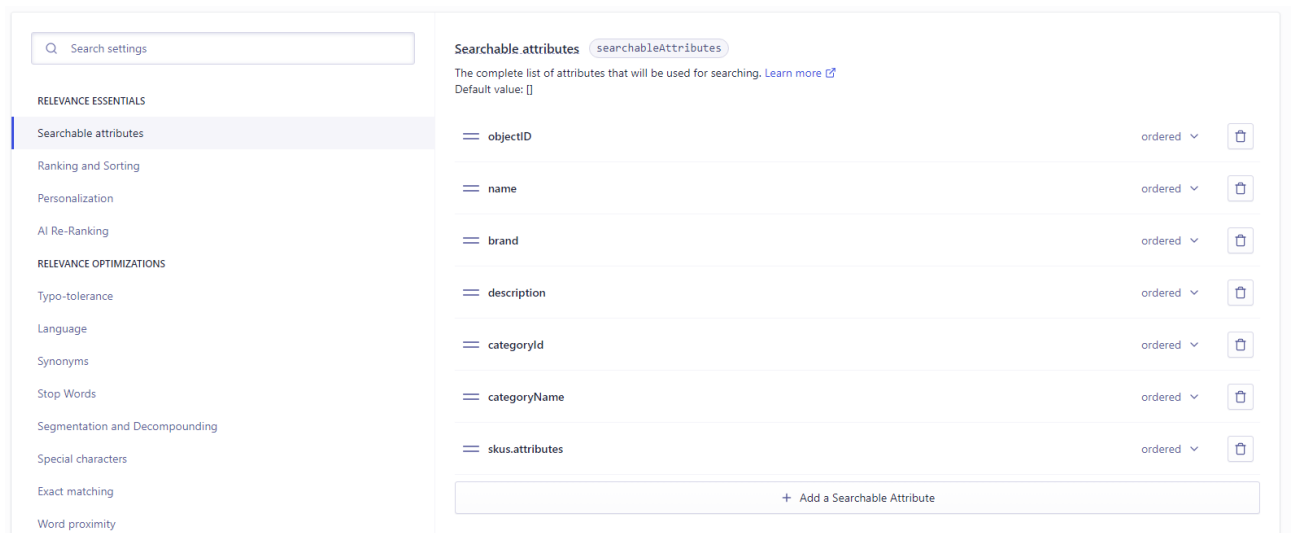 Search settings
RELEVANCE ESSENTIALS
Searchable attributes
Ranking and Sorting
Personalization
AI Re-Ranking
RELEVANCE OPTIMIZATIONS
Typo-tolerance
Language
Synonyms
Stop Words
Segmentation and Decompounding
Special characters
Exact matching
Word proximity
Searchable attributes searchableAttributes
The complete list of attributes that will be used for searching. Learn more
Default value: []
objectID ordered
name ordered
brand ordered
description ordered
categoryId ordered
categoryName ordered
skus.attributes ordered
+ Add a Searchable Attribute